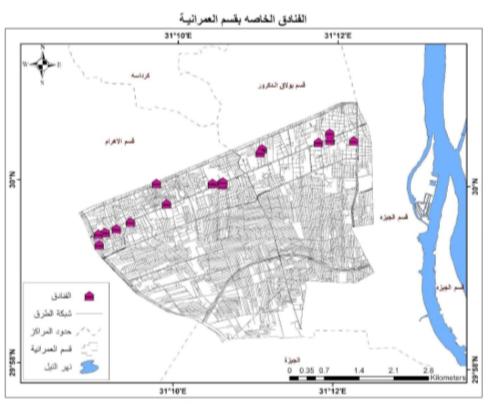 الفنادق الخاصه بقسم العمرانية
31°10'E 31°12'E
N
W E
S
كرداسه
قسم بولاق الدكرور
قسم الاهرام
30°N 30°N
قسم الجيزه
قسم الجيزه
الفنادق
شبكة الطرق
حدود المراكز
قسم العمرانية
نهر النيل
الجيزة
0 0.35 0.7 1.4 2.1 2.8
Kilometers
29°58'N 29°58'N
31°10'E 31°12'E